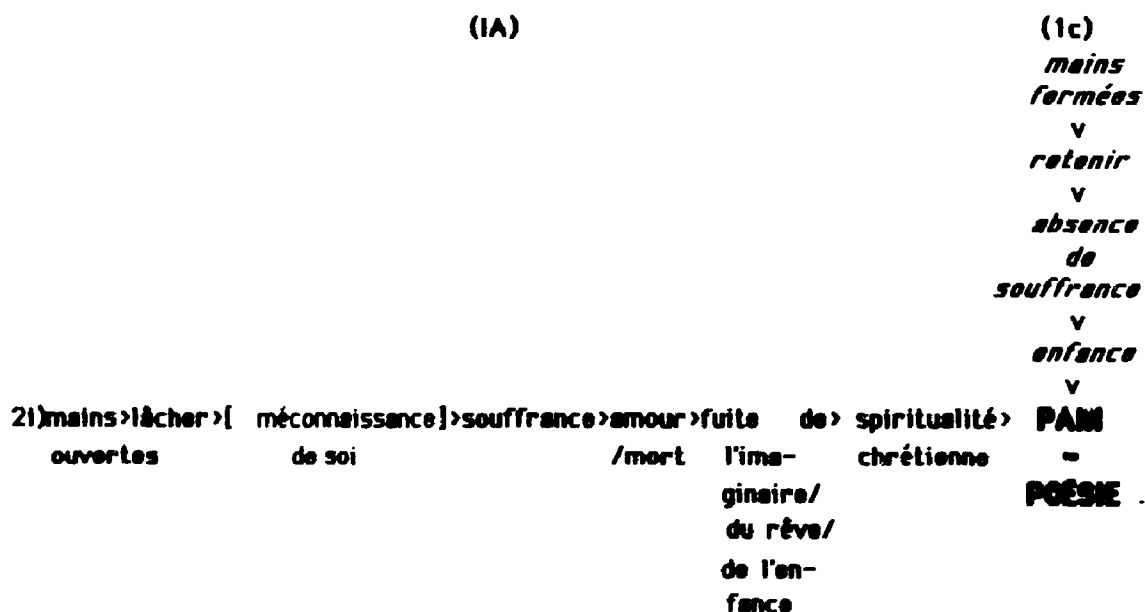 (IA) (1c)
mains
fermées
v
retenir
v
absence
de
souffrance
v
enfance
v
2i)mains>lâcher>[ méconnaissance]>souffrance>amour>fuite de> spiritualité> PAIN
ouvertes de soi /mort l'ima- chrétienne =
ginaire/ POÉSIE .
du rêve/
de l'en-
fance